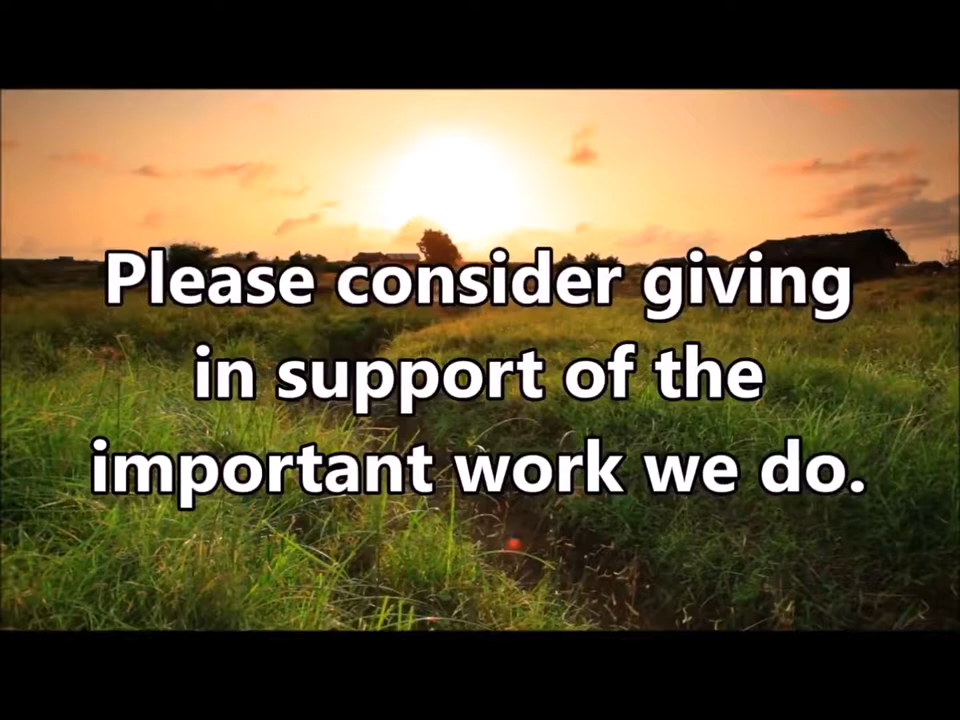 Please consider giving
in support of the
important work we do.